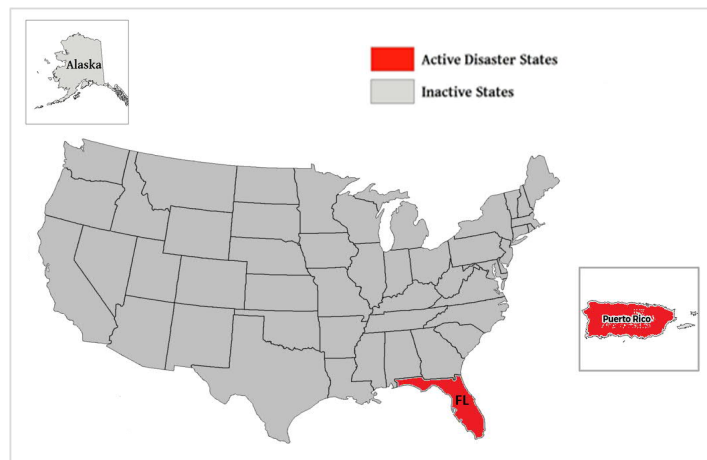 Alaska
Active Disaster States
Inactive States
Puerto Rico
FL